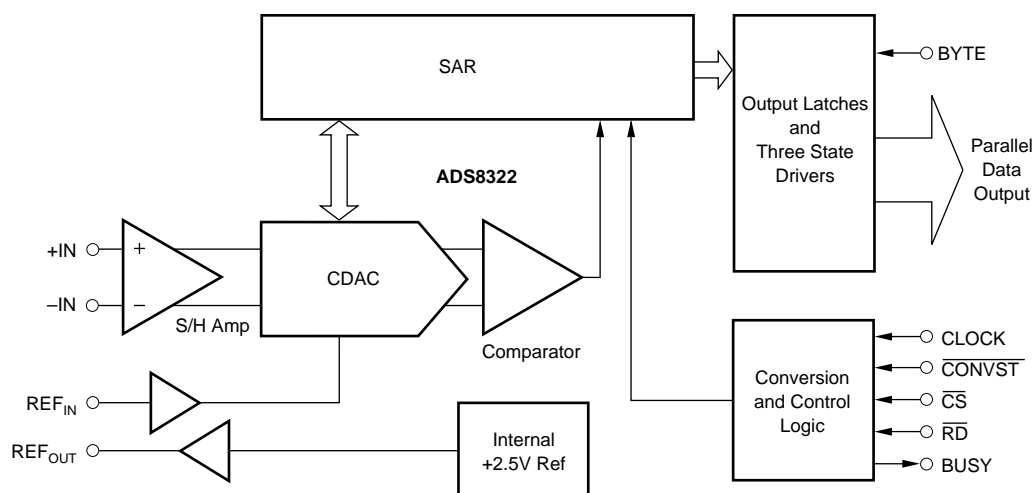 SAR
BYTE
Output Latches
and
Three State
Drivers
Parallel
Data
Output
ADS8322
+IN
+
CDAC
–IN
−
S/H Amp
Comparator
CLOCK
CONVST
CS
RD
BUSY
Conversion
and Control
Logic
REFIN
REFOUT
Internal
+2.5V Ref